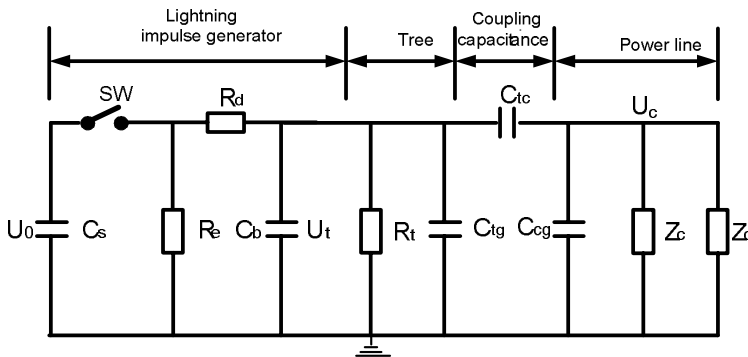 Lightning
impulse generator
Tree
Coupling
capacitance
Power line
SW
Rd
Ctc
Uc
U0
Cs
Re
Cb
Ut
Rt
Ctg
Ccg
Zc
Zc